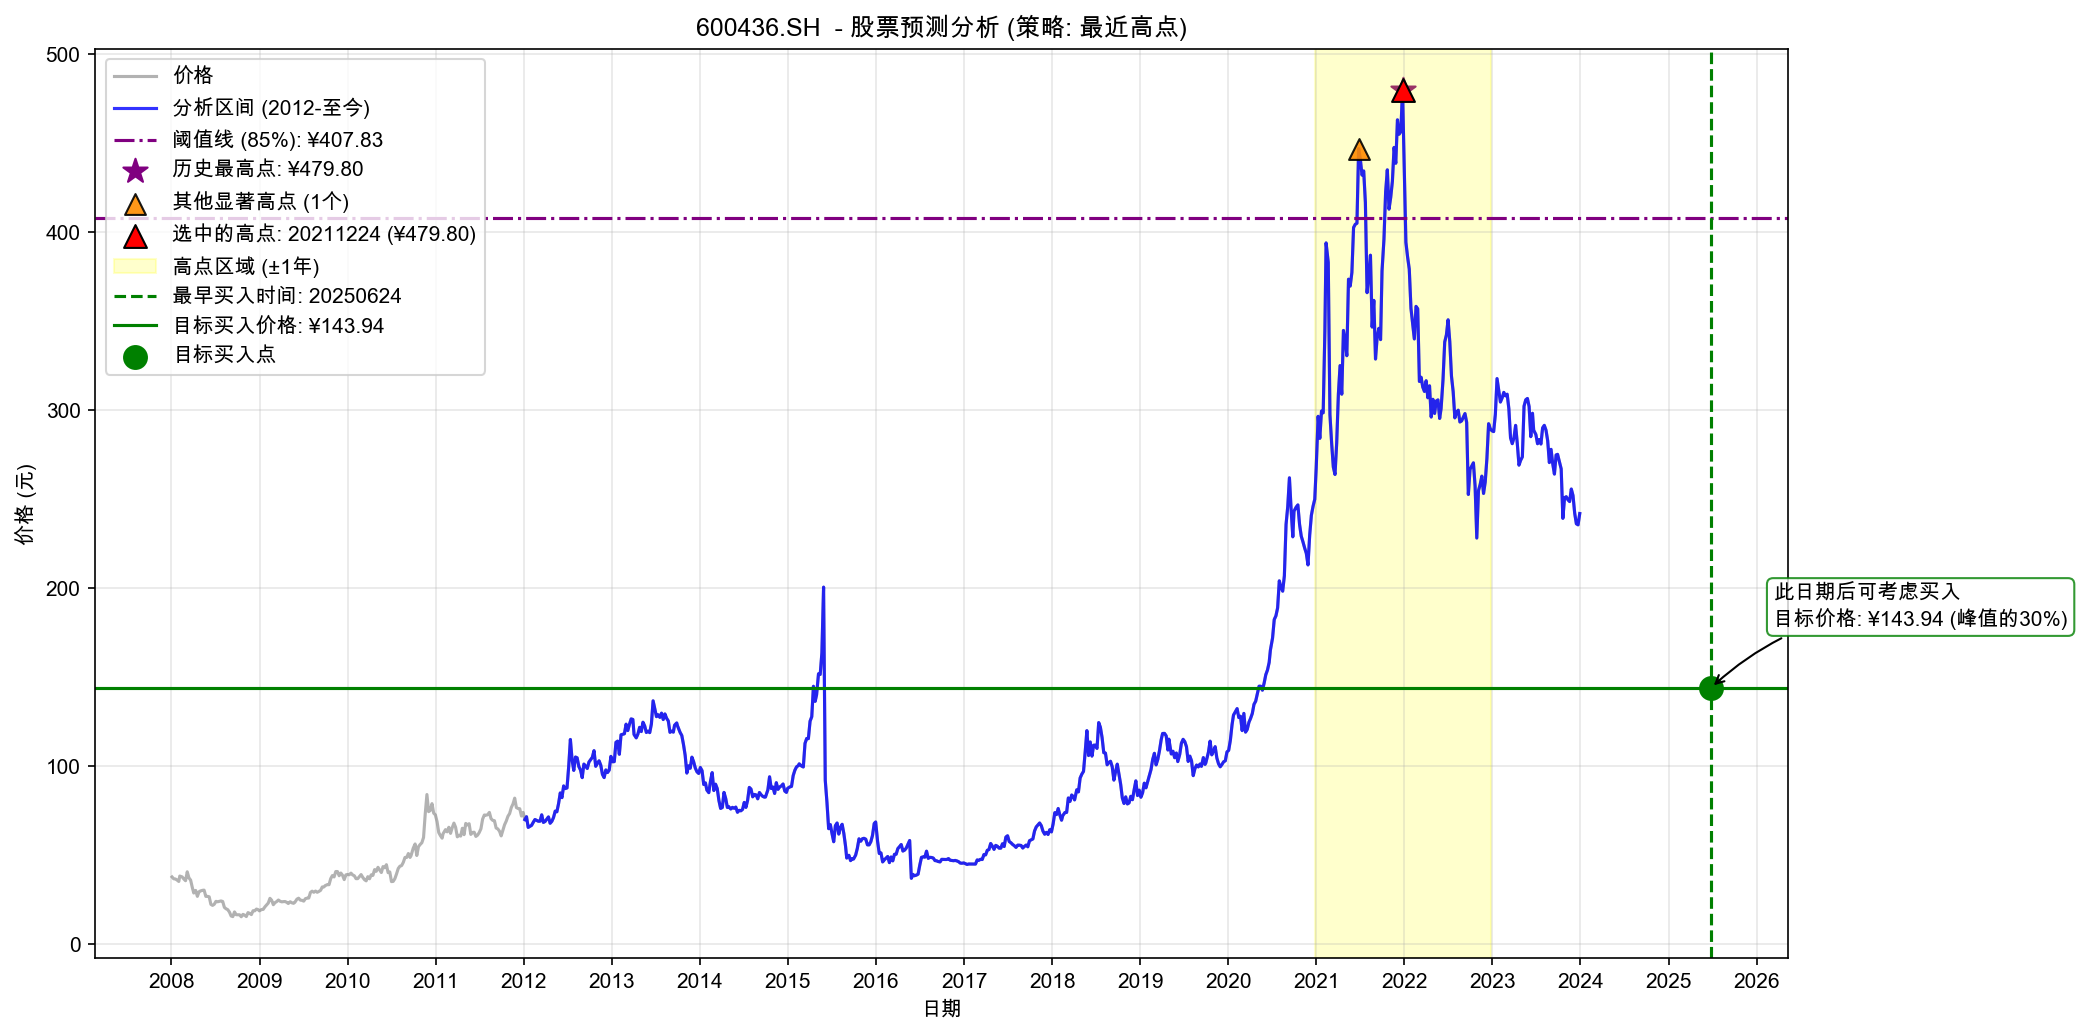 600436.SH - 股票预测分析 (策略: 最近高点)
价格
分析区间 (2012-至今)
阈值线 (85%): ¥407.83
历史最高点: ¥479.80
其他显著高点 (1个)
选中的高点: 20211224 (¥479.80)
高点区域 (±1年)
最早买入时间: 20250624
目标买入价格: ¥143.94
目标买入点
500
400
300
200
100
0
价格 (元)
此日期后可考虑买入
目标价格: ¥143.94 (峰值的30%)
2008 2009 2010 2011 2012 2013 2014 2015 2016 2017 2018 2019 2020 2021 2022 2023 2024 2025 2026
日期